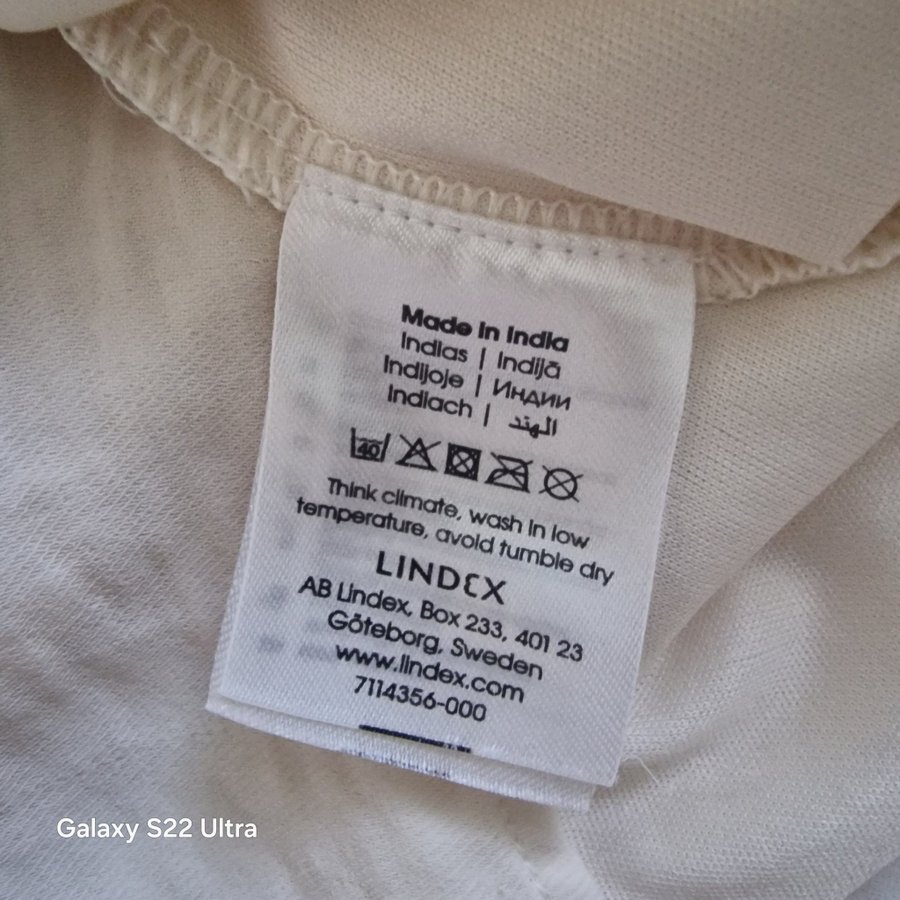 Made in India
Indias | Indijā
Indijoje | Индии
Indiach | الهند
40
Think climate, wash in low
temperature, avoid tumble dry
LINDEX
AB Lindex, Box 233, 401 23
Göteborg, Sweden
www.lindex.com
7114356-000
Galaxy S22 Ultra